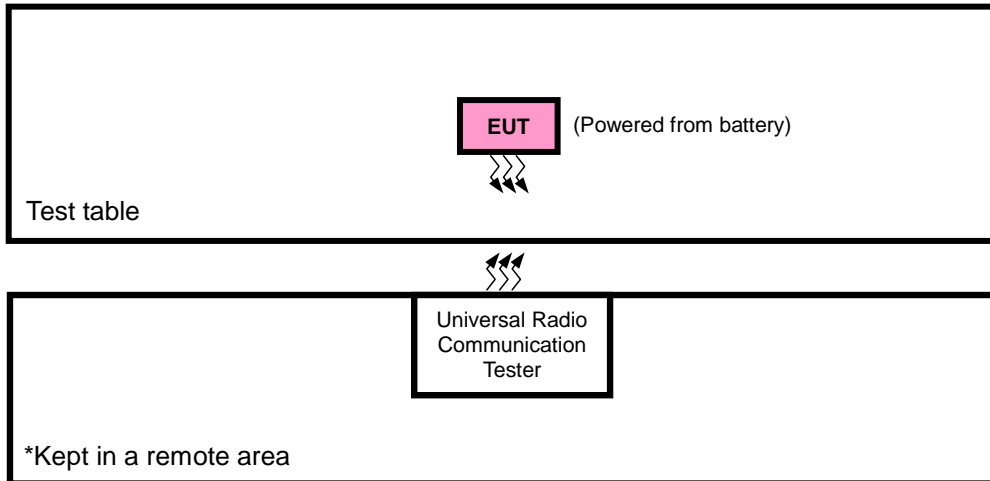 EUT (Powered from battery)
Test table
Universal Radio
Communication
Tester
*Kept in a remote area